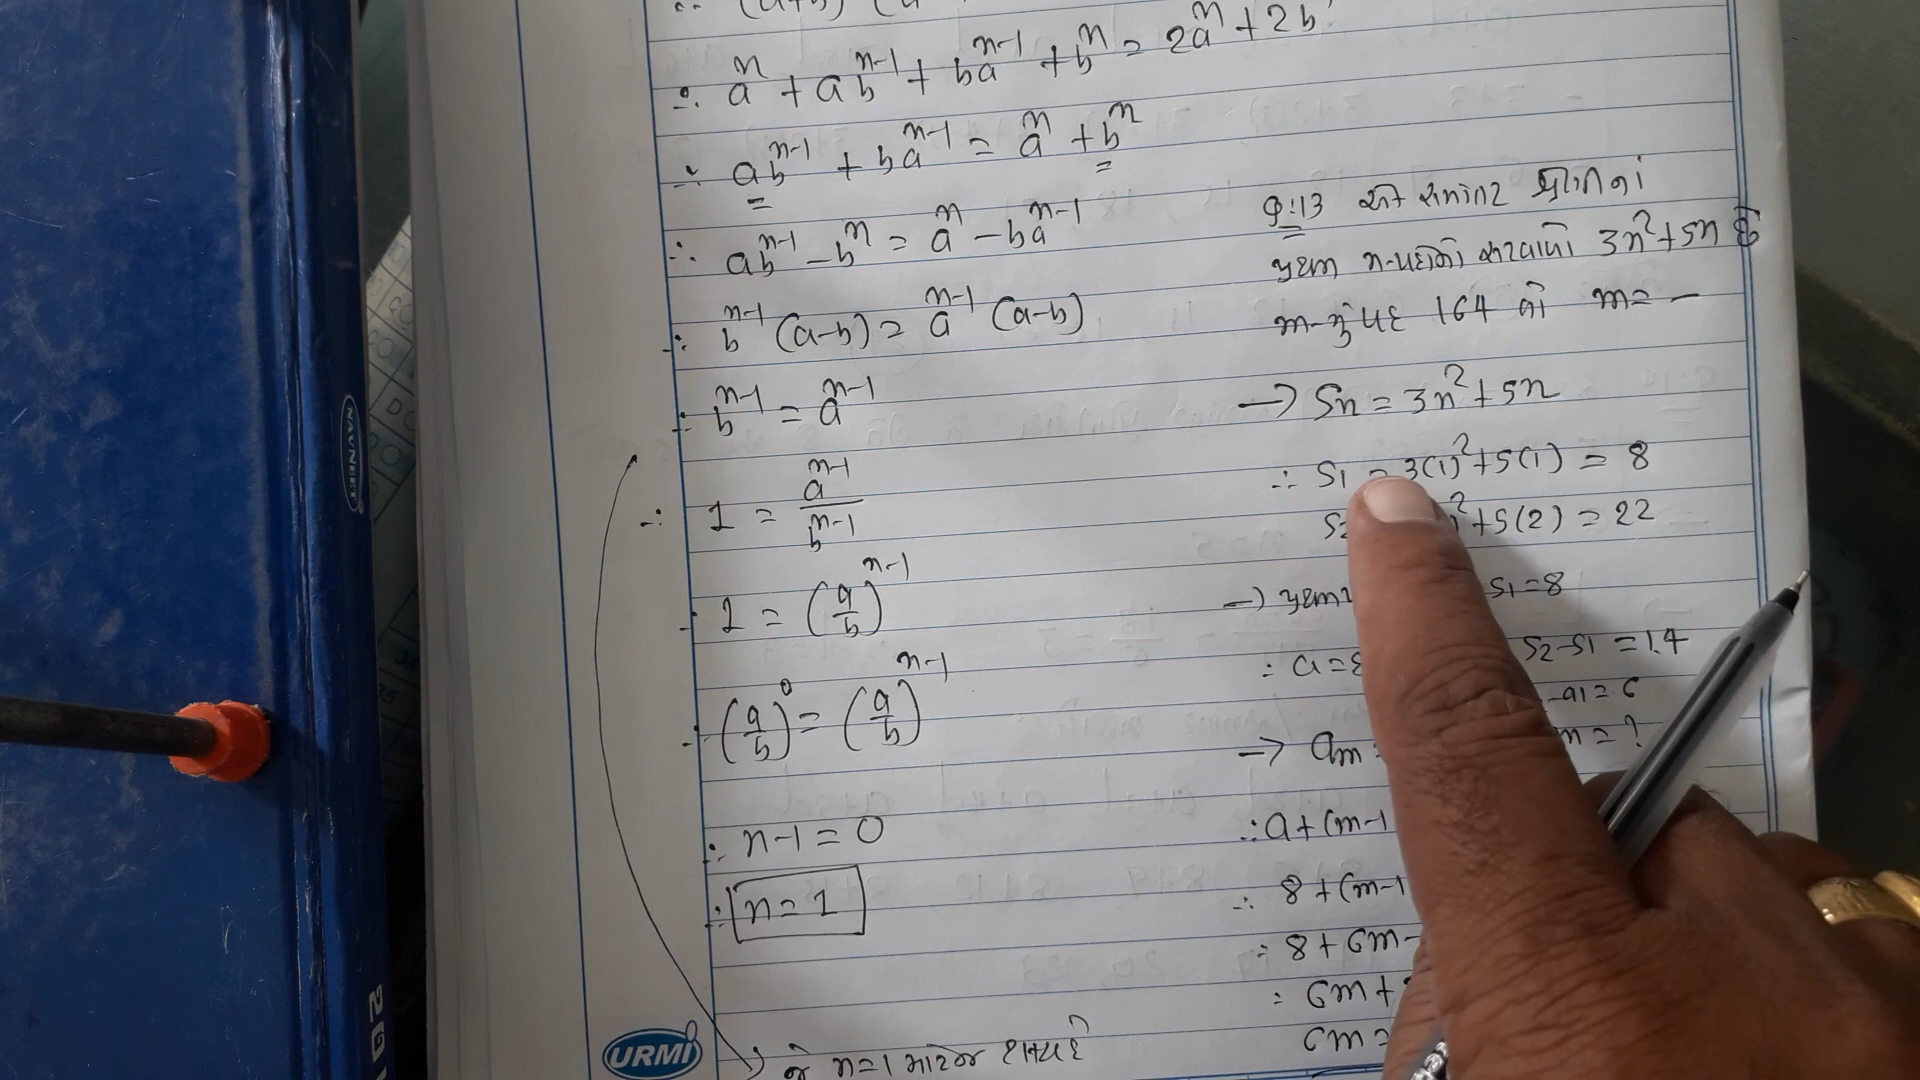 ∴ aⁿ + abⁿ⁻¹ + baⁿ⁻¹ + bⁿ = 2aⁿ + 2b
∴ abⁿ⁻¹ + baⁿ⁻¹ = aⁿ + bⁿ
∴ abⁿ⁻¹ - bⁿ = aⁿ - baⁿ⁻¹
∴ bⁿ⁻¹ (a-b) = aⁿ⁻¹ (a-b)
∴ bⁿ⁻¹ = aⁿ⁻¹
∴ 1 = aⁿ⁻¹ / bⁿ⁻¹
∴ 1 = (a/b)ⁿ⁻¹
∴ (a/b)⁰ = (a/b)ⁿ⁻¹
∴ n-1 = 0
∴ n = 1
n=1 માટેજ શક્ય છે
Q:13 સમાંતર શ્રેણીનાં
પ્રથમ n-પદોનો સરવાળો 3n²+5n છે
m-મું પદ 164 તો m = —
→ Sn = 3n²+5n
∴ S1 = 3(1)²+5(1) = 8
+5(2) = 22
→ S1 = 8
∴ a = S2-S1 = 14
-a1 = 6
→ am m = ?
∴ a + (m-1
∴ 8 + (m-1
∴ 8 + 6m -
∴ 6m +
6m =
NAVNEET
URMI